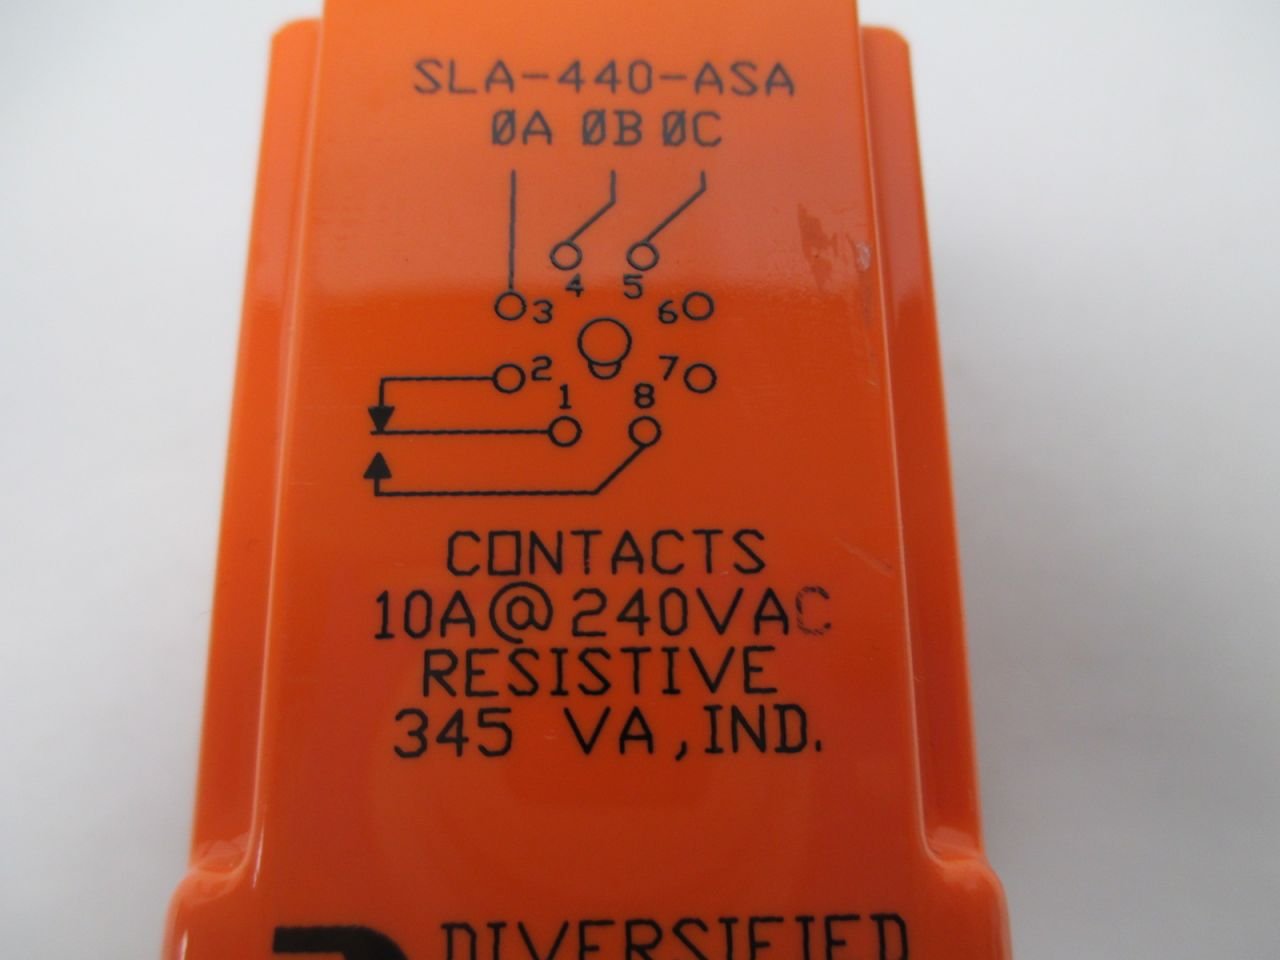 SLA-440-ASA
ØA ØB ØC
4 5
3 6
2 7
1 8
CONTACTS
10A@240VAC
RESISTIVE
345 VA,IND.
DIVERSIFIED